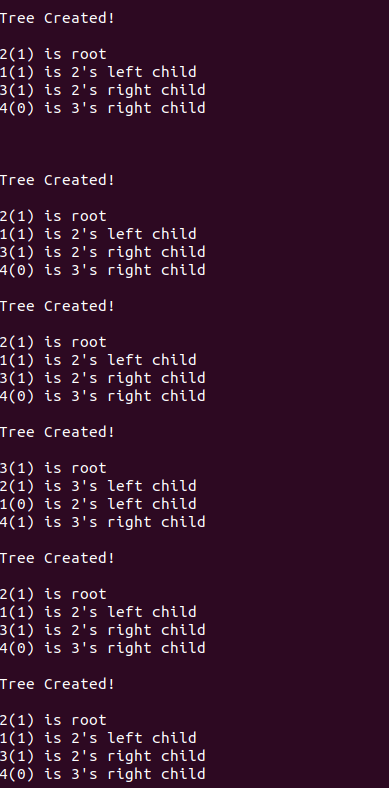 Tree Created!
2(1) is root
1(1) is 2's left child
3(1) is 2's right child
4(0) is 3's right child
Tree Created!
2(1) is root
1(1) is 2's left child
3(1) is 2's right child
4(0) is 3's right child
Tree Created!
2(1) is root
1(1) is 2's left child
3(1) is 2's right child
4(0) is 3's right child
Tree Created!
3(1) is root
2(1) is 3's left child
1(0) is 2's left child
4(1) is 3's right child
Tree Created!
2(1) is root
1(1) is 2's left child
3(1) is 2's right child
4(0) is 3's right child
Tree Created!
2(1) is root
1(1) is 2's left child
3(1) is 2's right child
4(0) is 3's right child